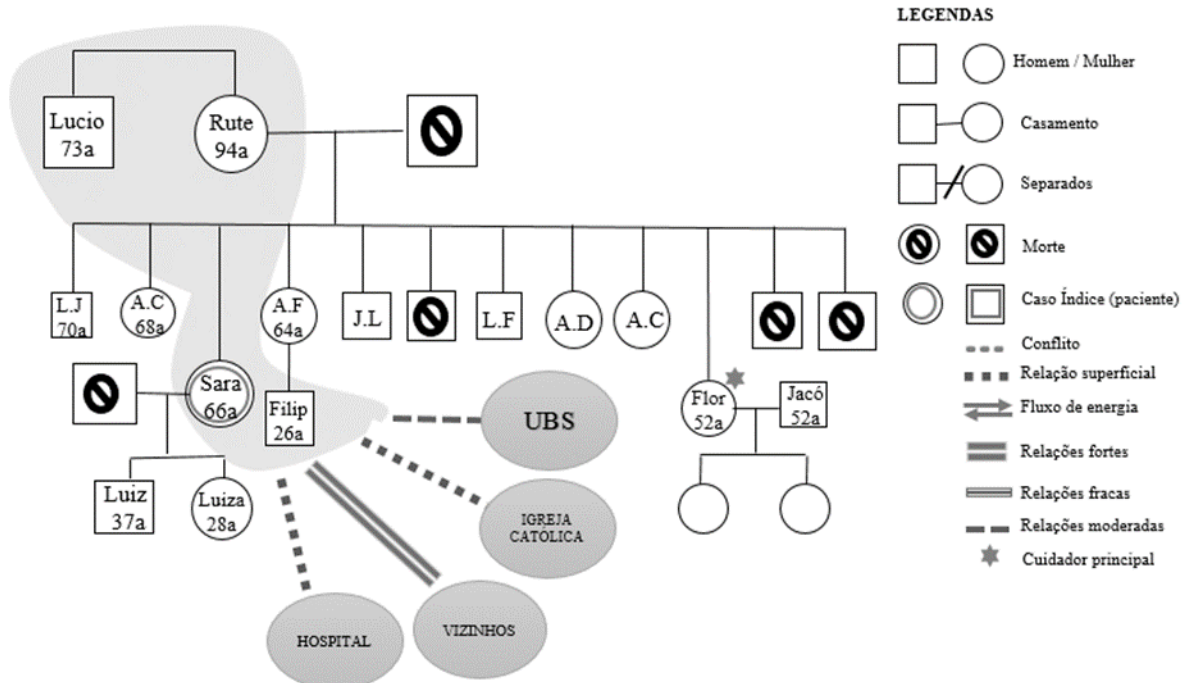 LEGENDAS
Homem / Mulher
Casamento
Separados
Morte
Caso Índice (paciente)
Conflito
Relação superfícial
Fluxo de energia
Relações fortes
Relações fracas
Relações moderadas
Cuidador principal
Lucio
73a
Rute
94a
L.J
70a
A.C
68a
A.F
64a
J.L
L.F
A.D
A.C
Sara
66a
Filip
26a
Flor
52a
Jacó
52a
Luiz
37a
Luiza
28a
UBS
IGREJA
CATÓLICA
VIZINHOS
HOSPITAL